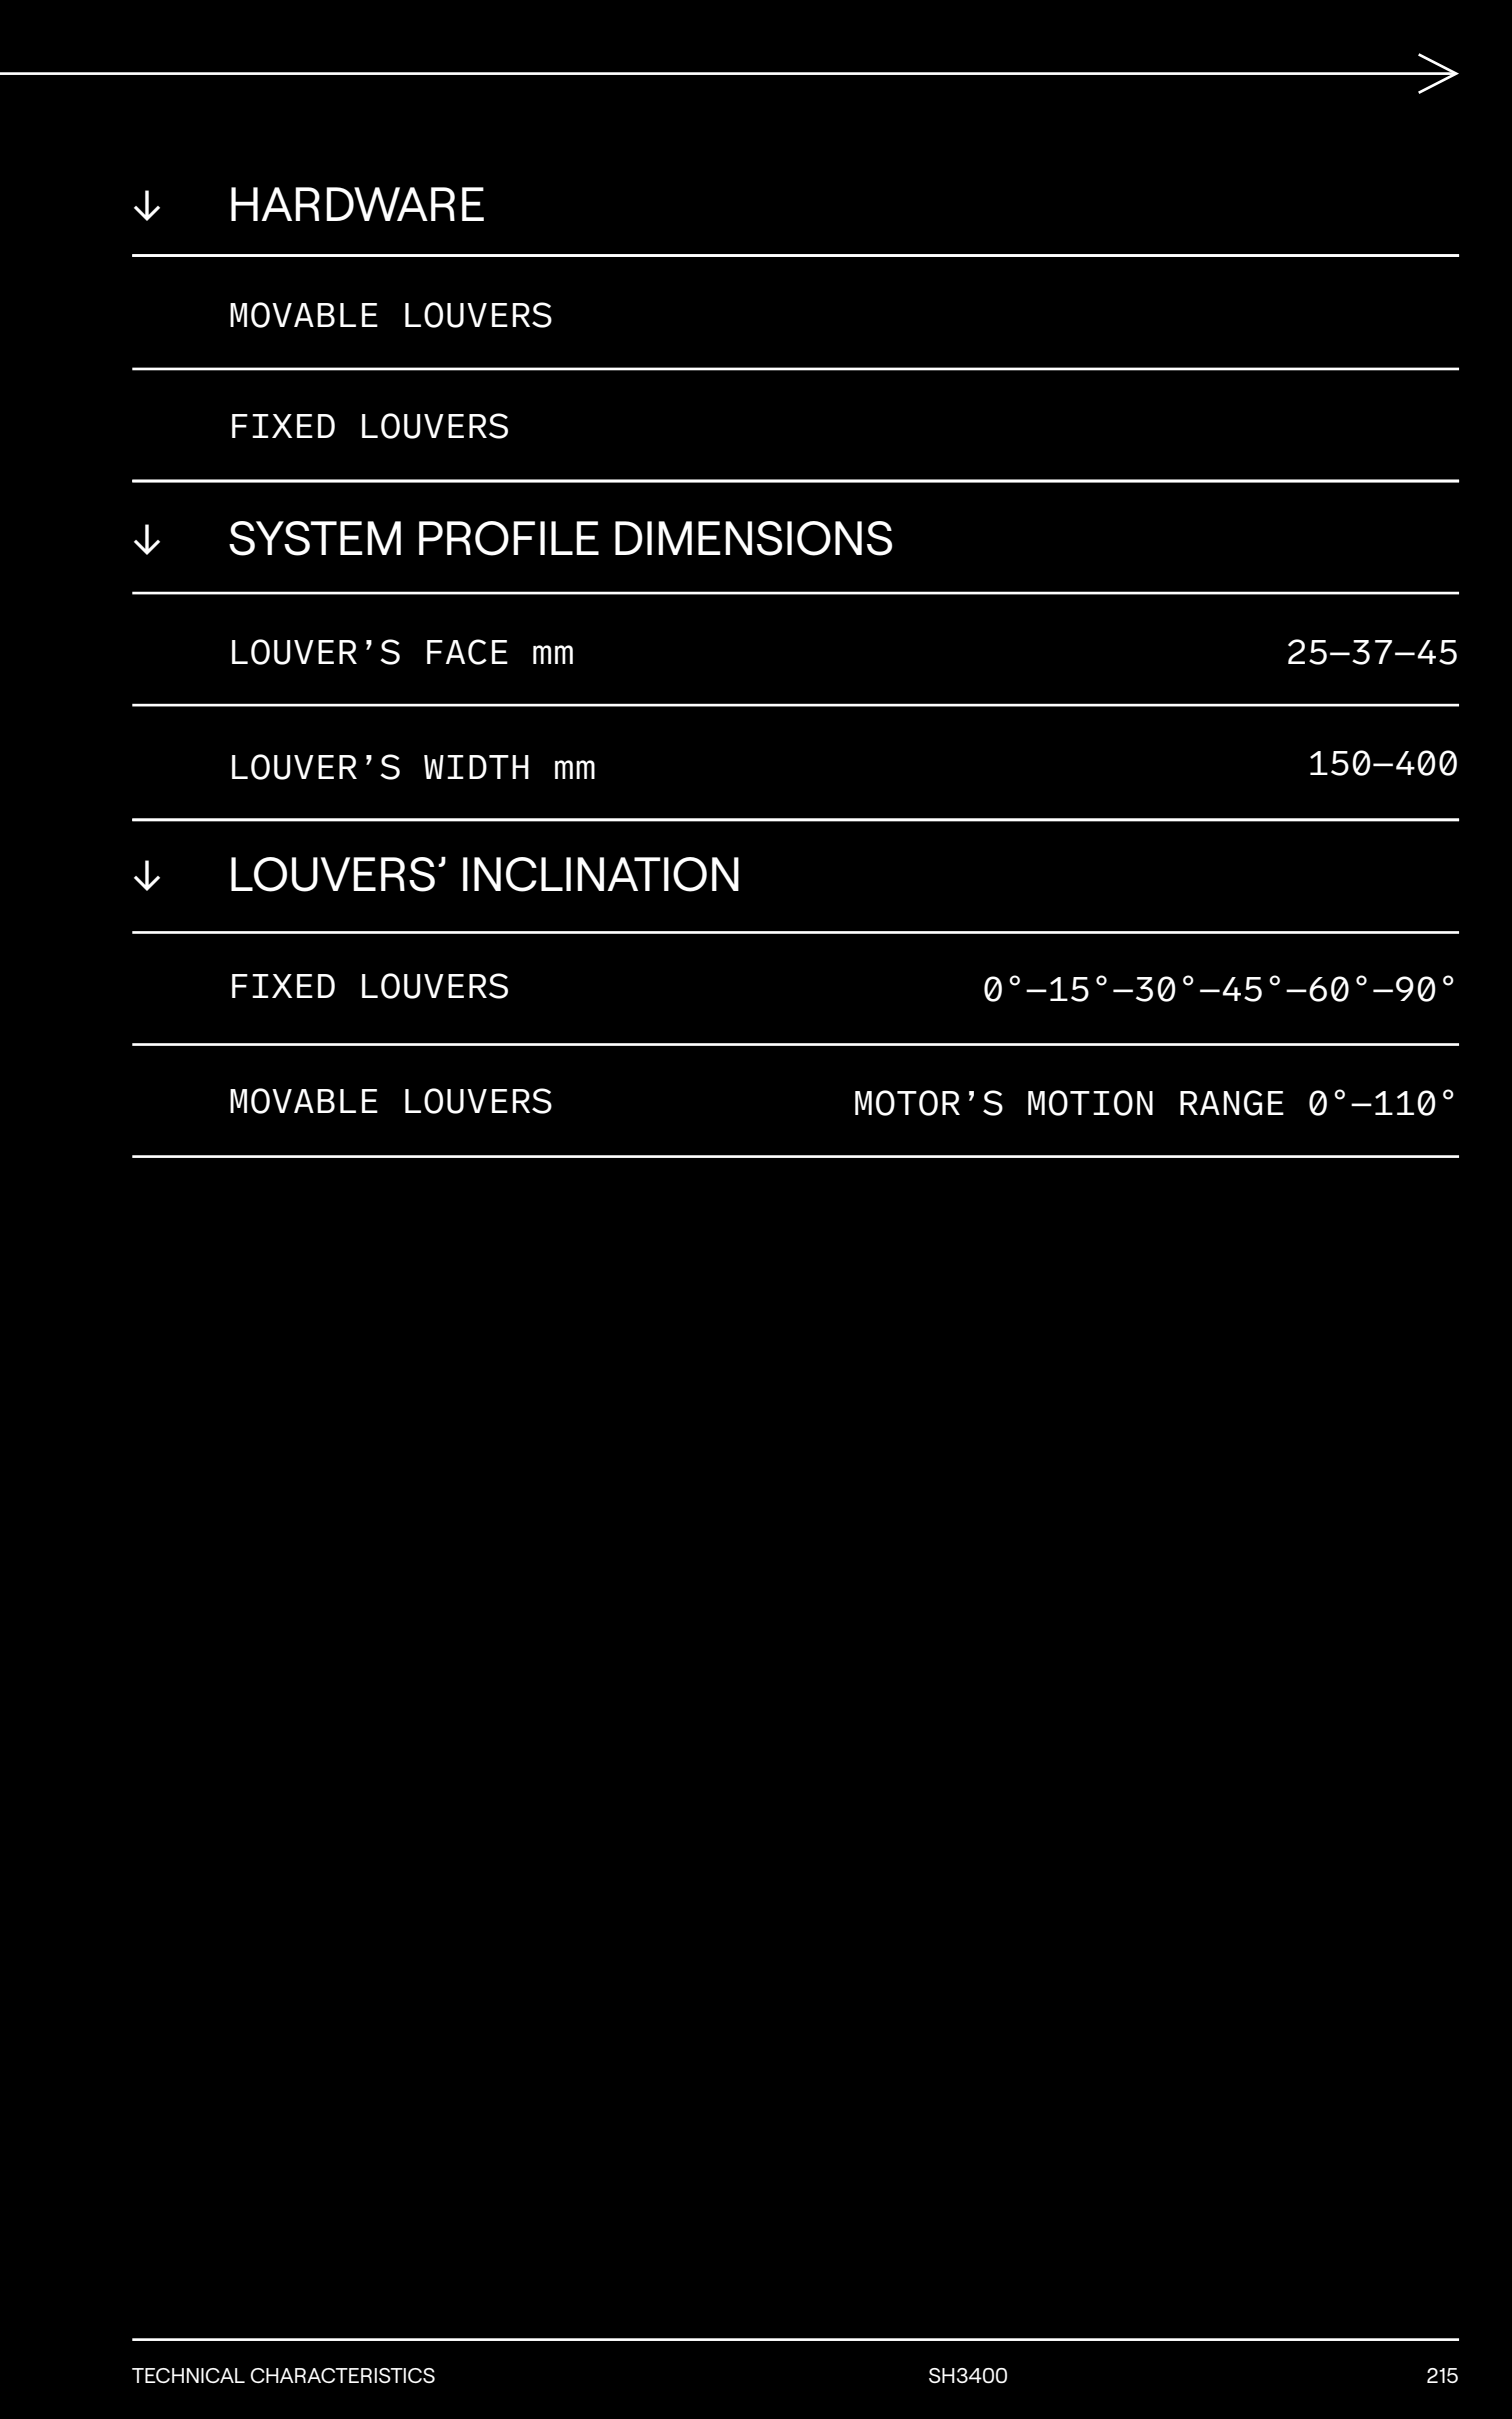 ↓ HARDWARE
MOVABLE LOUVERS
FIXED LOUVERS
↓ SYSTEM PROFILE DIMENSIONS
LOUVER’S FACE mm 25–37–45
LOUVER’S WIDTH mm 150–400
↓ LOUVERS’ INCLINATION
FIXED LOUVERS 0°–15°–30°–45°–60°–90°
MOVABLE LOUVERS MOTOR’S MOTION RANGE 0°–110°
TECHNICAL CHARACTERISTICS SH3400 215